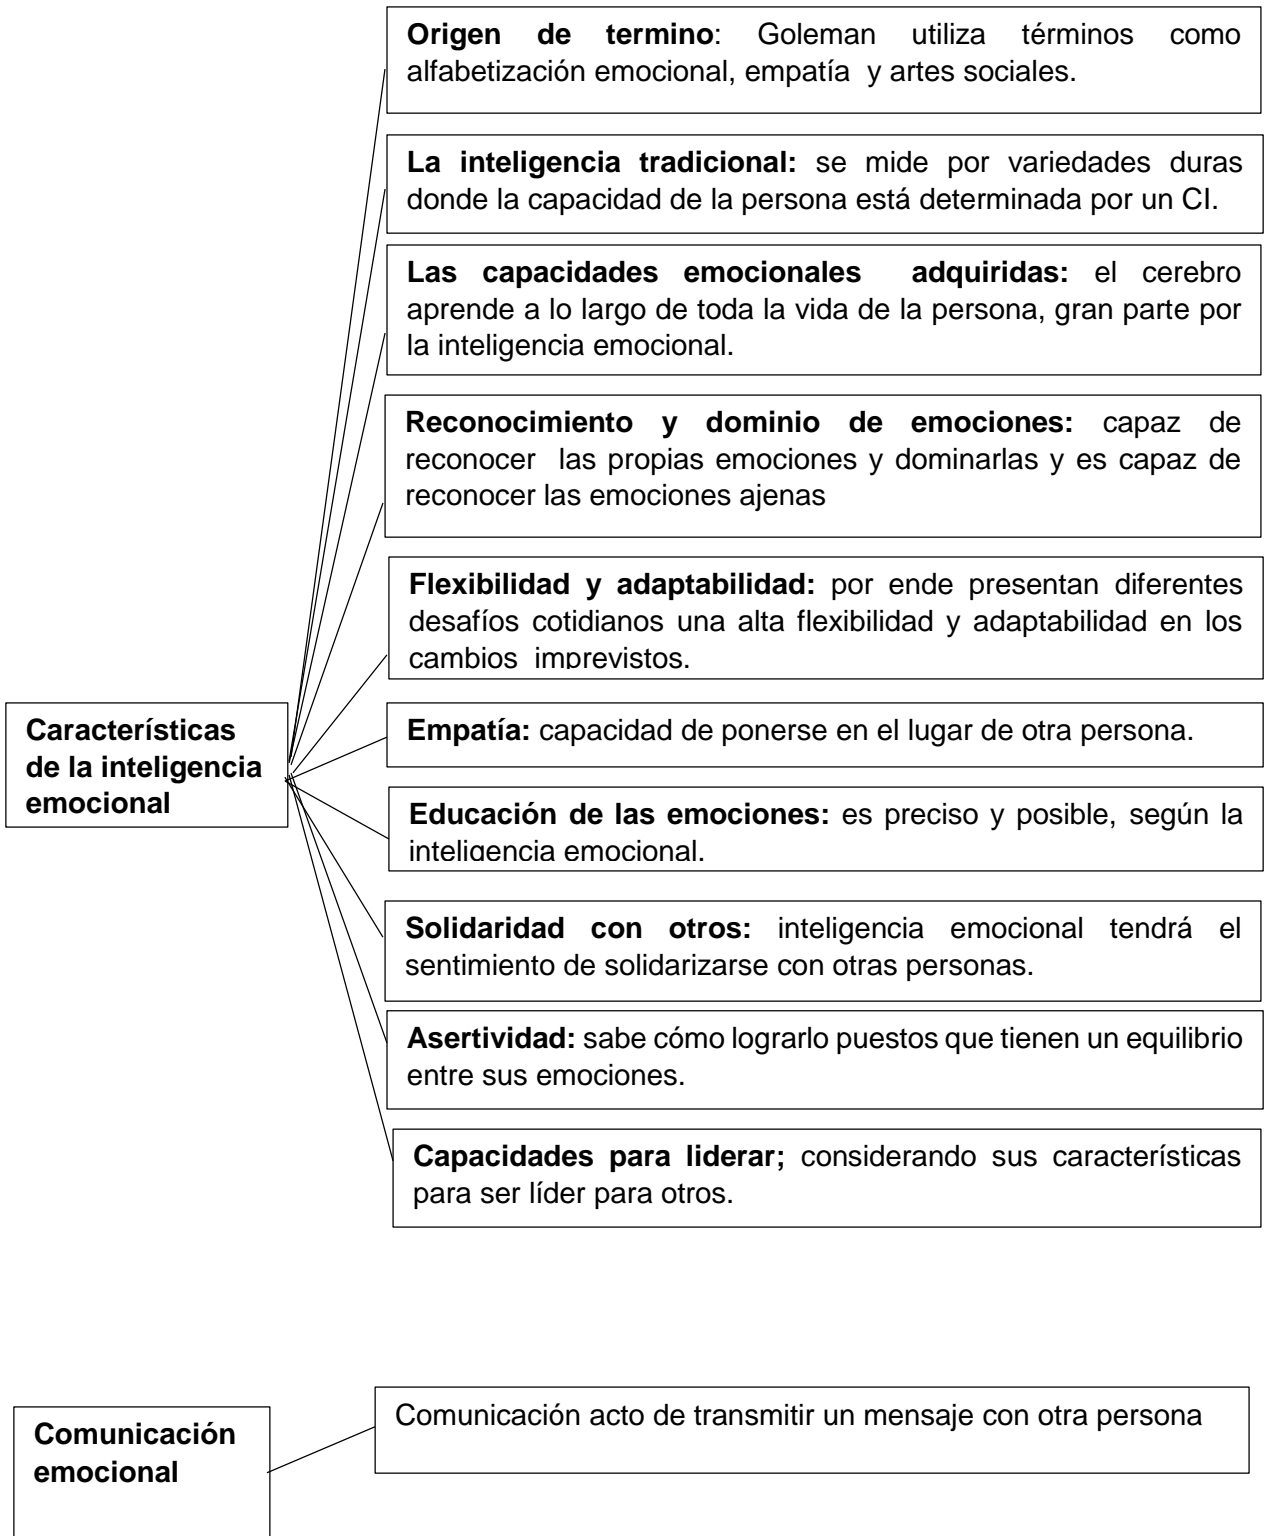 Origen de termino: Goleman utiliza términos como
alfabetización emocional, empatía y artes sociales.
La inteligencia tradicional: se mide por variedades duras
donde la capacidad de la persona está determinada por un CI.
Las capacidades emocionales adquiridas: el cerebro
aprende a lo largo de toda la vida de la persona, gran parte por
la inteligencia emocional.
Reconocimiento y dominio de emociones: capaz de
reconocer las propias emociones y dominarlas y es capaz de
reconocer las emociones ajenas
Flexibilidad y adaptabilidad: por ende presentan diferentes
desafíos cotidianos una alta flexibilidad y adaptabilidad en los
cambios imprevistos.
Características
de la inteligencia
emocional
Empatía: capacidad de ponerse en el lugar de otra persona.
Educación de las emociones: es preciso y posible, según la
inteligencia emocional.
Solidaridad con otros: inteligencia emocional tendrá el
sentimiento de solidarizarse con otras personas.
Asertividad: sabe cómo lograrlo puestos que tienen un equilibrio
entre sus emociones.
Capacidades para liderar; considerando sus características
para ser líder para otros.
Comunicación
emocional
Comunicación acto de transmitir un mensaje con otra persona